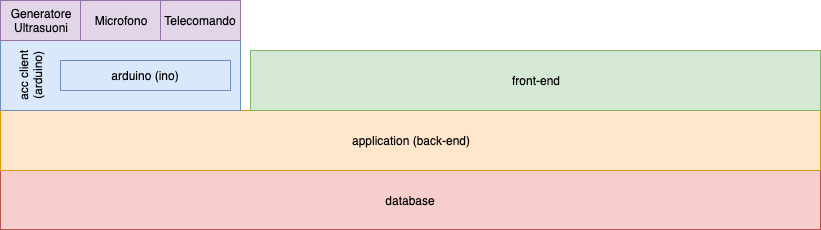 Generatore
Ultrasuoni
Microfono
Telecomando
acc client
(arduino)
arduino (ino)
front-end
application (back-end)
database